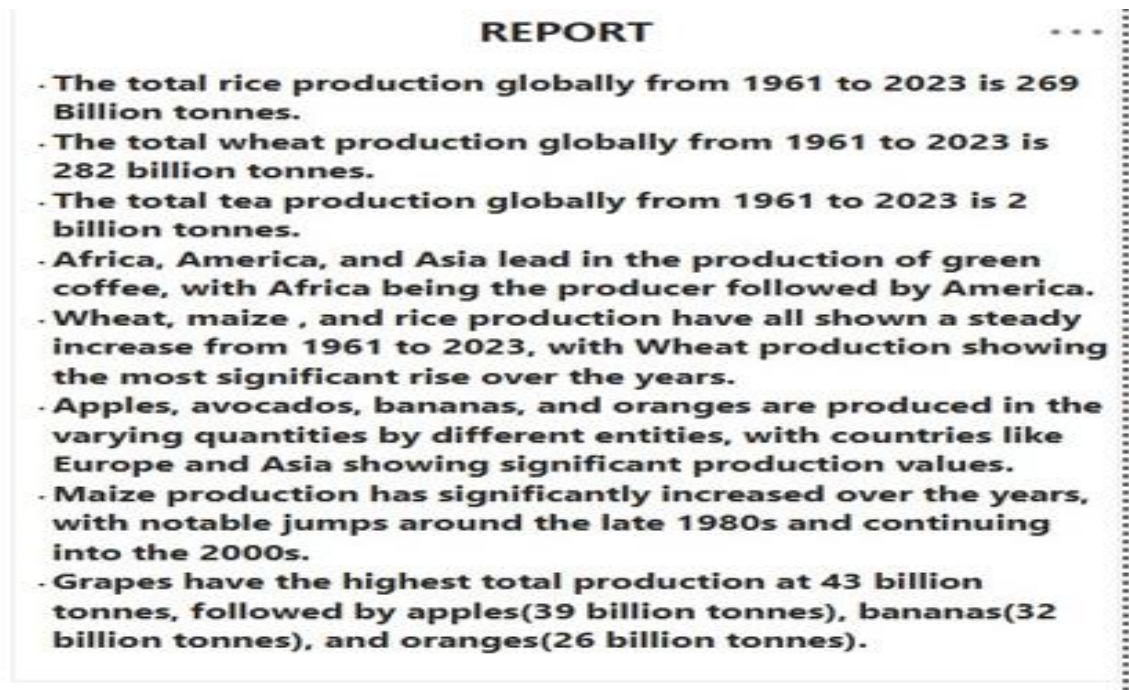 REPORT
· The total rice production globally from 1961 to 2023 is 269
Billion tonnes.
· The total wheat production globally from 1961 to 2023 is
282 billion tonnes.
· The total tea production globally from 1961 to 2023 is 2
billion tonnes.
· Africa, America, and Asia lead in the production of green
coffee, with Africa being the producer followed by America.
· Wheat, maize , and rice production have all shown a steady
increase from 1961 to 2023, with Wheat production showing
the most significant rise over the years.
· Apples, avocados, bananas, and oranges are produced in the
varying quantities by different entities, with countries like
Europe and Asia showing significant production values.
· Maize production has significantly increased over the years,
with notable jumps around the late 1980s and continuing
into the 2000s.
· Grapes have the highest total production at 43 billion
tonnes, followed by apples(39 billion tonnes), bananas(32
billion tonnes), and oranges(26 billion tonnes).